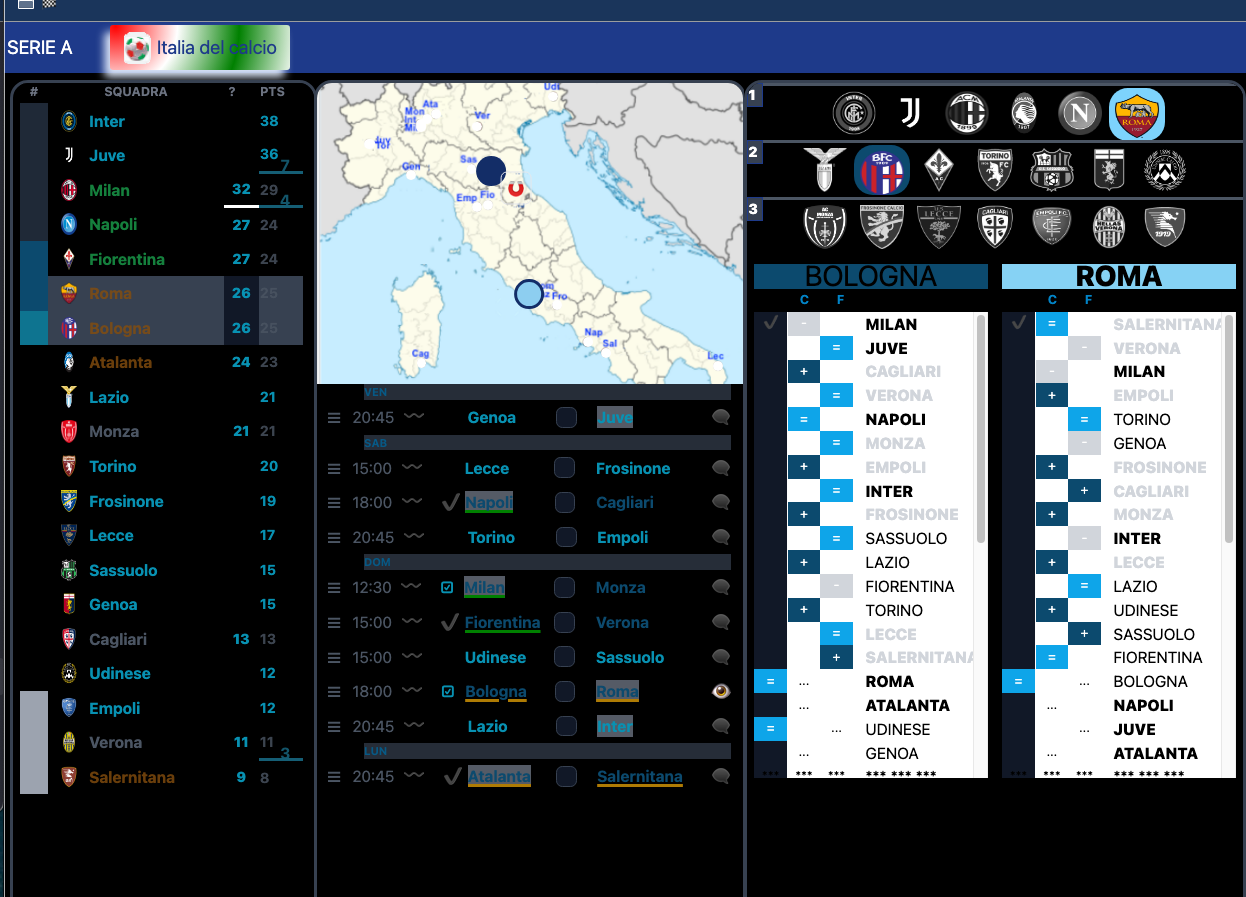 SERIE A Italia del calcio
# SQUADRA ? PTS
Inter 38
Juve 36
7
Milan 32 29
4
Napoli 27 24
Fiorentina 27 24
Roma 26 25
Bologna 26 25
Atalanta 24 23
Lazio 21
Monza 21 21
Torino 20
Frosinone 19
Lecce 17
Sassuolo 15
Genoa 15
Cagliari 13 13
Udinese 12
Empoli 12
Verona 11 11
3
Salernitana 9 8
Udi
Ata
Mon
Ver
Int
Mi
Juv
Tor
Gen
Sas
Emp Fio
Fro
Nap
Sal
Cag
Lec
VEN
20:45 Genoa Juve
SAB
15:00 Lecce Frosinone
18:00 Napoli Cagliari
20:45 Torino Empoli
DOM
12:30 Milan Monza
15:00 Fiorentina Verona
15:00 Udinese Sassuolo
18:00 Bologna Roma
20:45 Lazio Inter
LUN
20:45 Atalanta Salernitana
1
2
3
BOLOGNA
C F
- MILAN
= JUVE
+ CAGLIARI
= VERONA
= NAPOLI
= MONZA
+ EMPOLI
= INTER
+ FROSINONE
= SASSUOLO
+ LAZIO
- FIORENTINA
+ TORINO
= LECCE
+ SALERNITANA
= ... ROMA
... ATALANTA
= ... UDINESE
... GENOA
*** *** *** *** *** ***
ROMA
C F
= SALERNITANA
- VERONA
- MILAN
+ EMPOLI
= TORINO
- GENOA
+ FROSINONE
+ CAGLIARI
+ MONZA
- INTER
+ LECCE
= LAZIO
+ UDINESE
+ SASSUOLO
= FIORENTINA
= ... BOLOGNA
... NAPOLI
... JUVE
... ATALANTA
*** *** *** *** *** ***